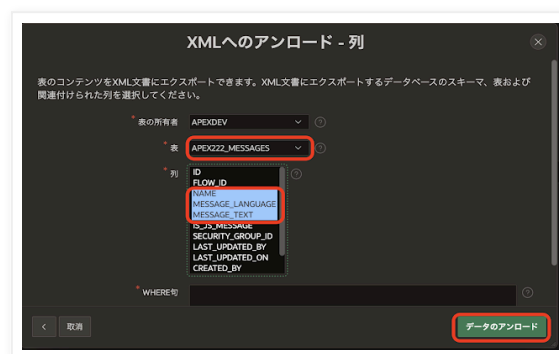 XMLへのアンロード - 列
表のコンテンツをXML文書にエクスポートできます。XML文書にエクスポートするデータベースのスキーマ、表および
関連付けられた列を選択してください。
* 表の所有者 APEXDEV
* 表 APEX222_MESSAGES
* 列 ID
FLOW_ID
NAME
MESSAGE_LANGUAGE
MESSAGE_TEXT
IS_JS_MESSAGE
SECURITY_GROUP_ID
LAST_UPDATED_BY
LAST_UPDATED_ON
CREATED_BY
* WHERE句
取消 データのアンロード